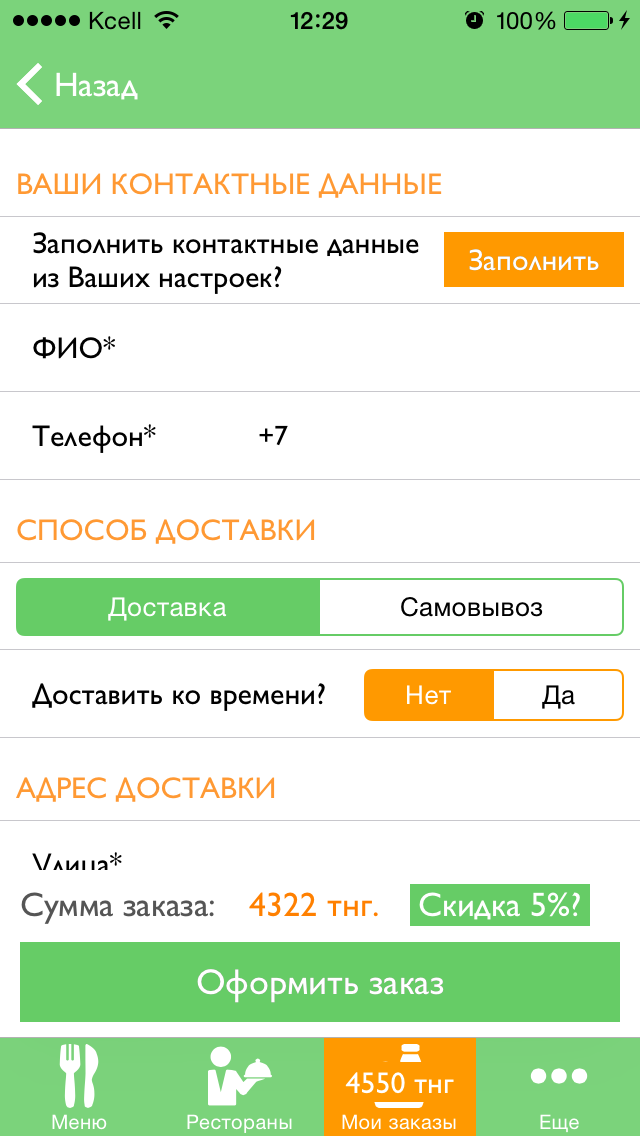 Kcell 12:29 100%
Назад
ВАШИ КОНТАКТНЫЕ ДАННЫЕ
Заполнить контактные данные
из Ваших настроек?
Заполнить
ФИО*
Телефон* +7
СПОСОБ ДОСТАВКИ
Доставка Самовывоз
Доставить ко времени? Нет Да
АДРЕС ДОСТАВКИ
Улица*
Сумма заказа: 4322 тнг. Скидка 5%?
Оформить заказ
4550 тнг
Меню Рестораны Мои заказы Еще